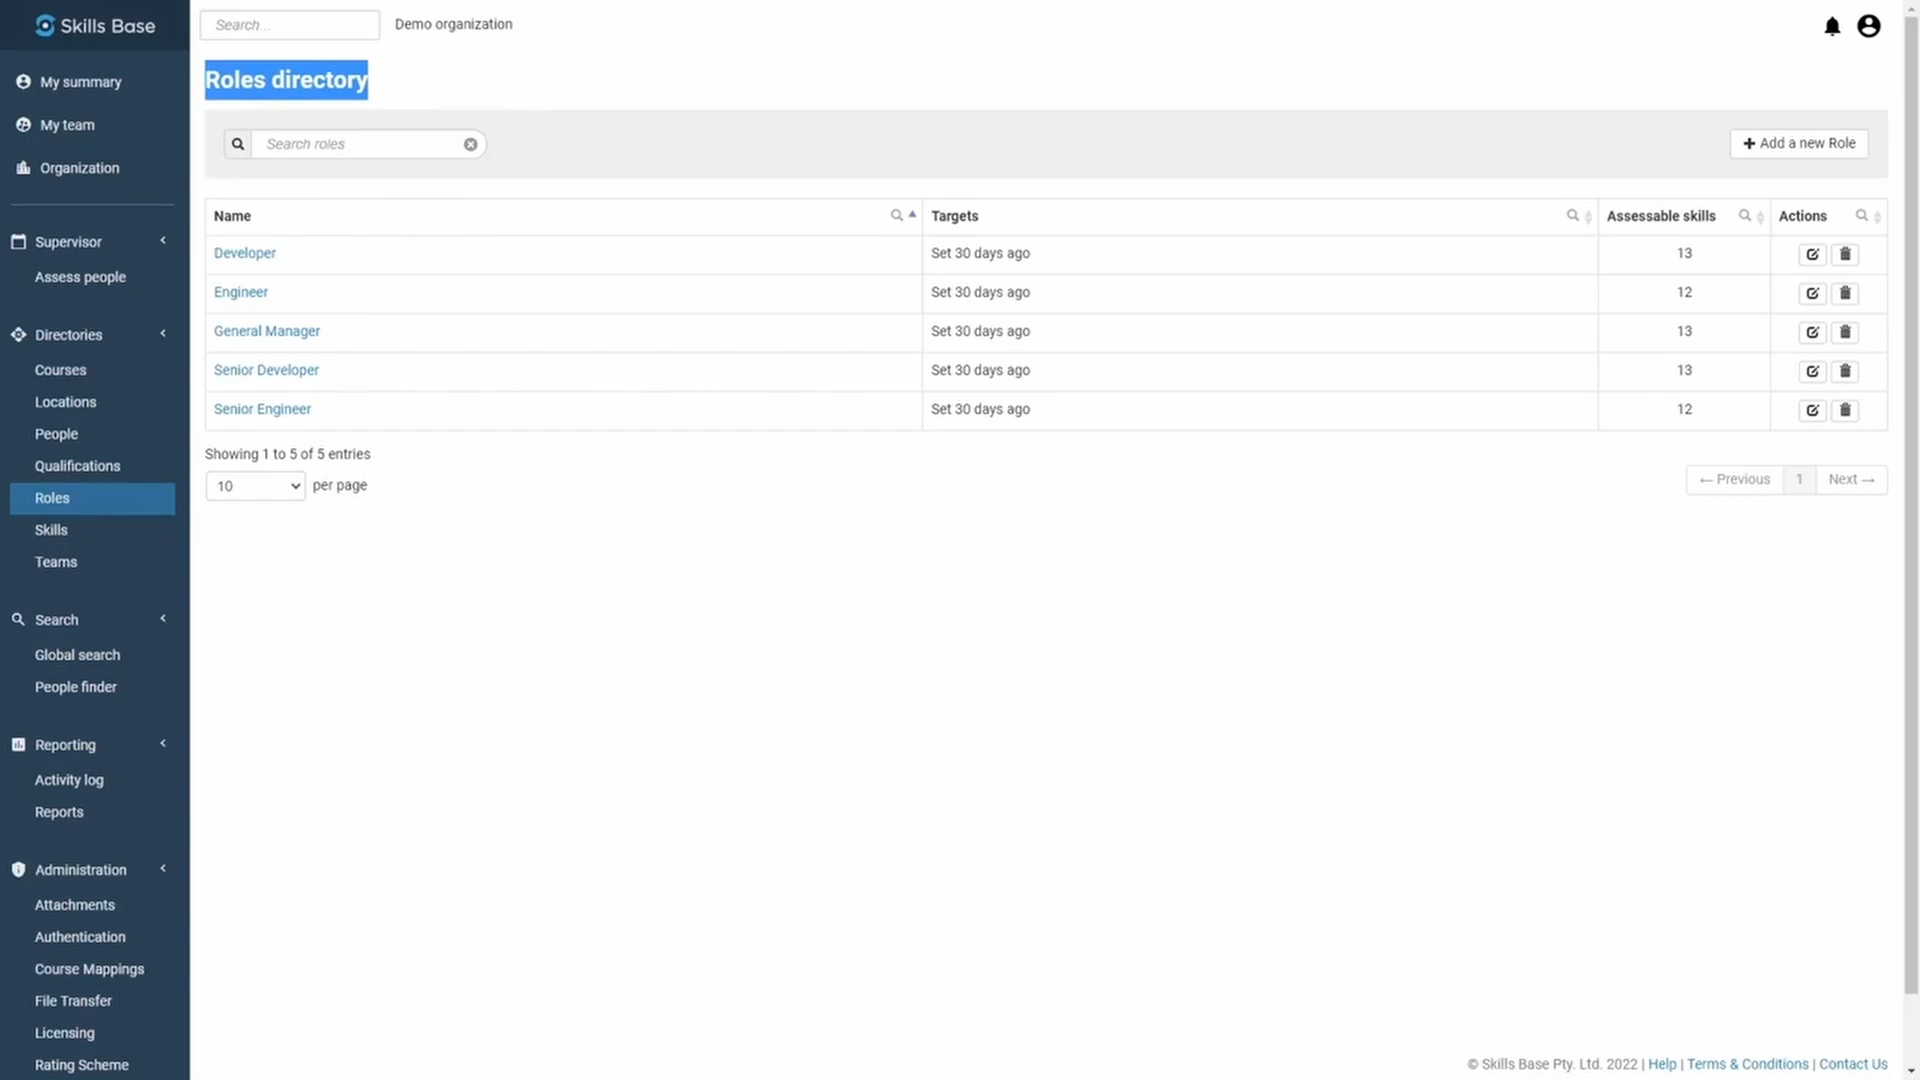 Skills Base
Search...
Demo organization
My summary
My team
Organization
Supervisor
Assess people
Directories
Courses
Locations
People
Qualifications
Roles
Skills
Teams
Search
Global search
People finder
Reporting
Activity log
Reports
Administration
Attachments
Authentication
Course Mappings
File Transfer
Licensing
Rating Scheme
Roles directory
Search roles
Add a new Role
Name Targets Assessable skills Actions
Developer Set 30 days ago 13
Engineer Set 30 days ago 12
General Manager Set 30 days ago 13
Senior Developer Set 30 days ago 13
Senior Engineer Set 30 days ago 12
Showing 1 to 5 of 5 entries
10 per page
← Previous 1 Next →
© Skills Base Pty. Ltd. 2022 | Help | Terms & Conditions | Contact Us